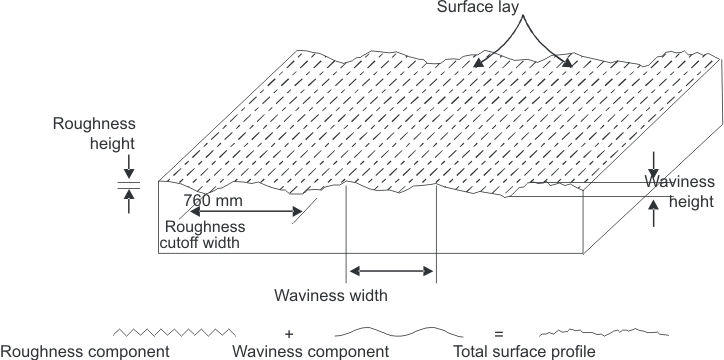 Surface lay
Roughness
height
Waviness
height
760 mm
Roughness
cutoff width
Waviness width
+ =
Roughness component Waviness component Total surface profile